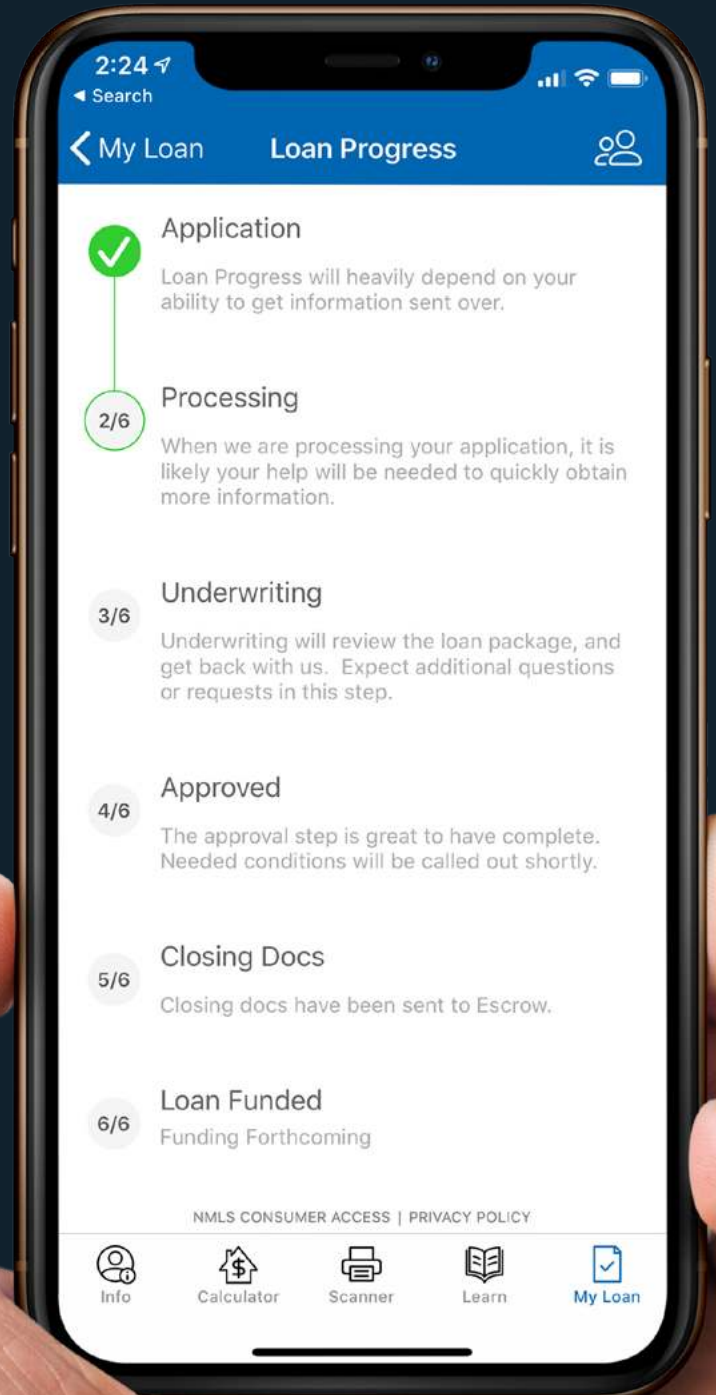 2:24
◀ Search
My Loan
Loan Progress
Application
Loan Progress will heavily depend on your
ability to get information sent over.
2/6
Processing
When we are processing your application, it is
likely your help will be needed to quickly obtain
more information.
3/6
Underwriting
Underwriting will review the loan package, and
get back with us.  Expect additional questions
or requests in this step.
4/6
Approved
The approval step is great to have complete.
Needed conditions will be called out shortly.
5/6
Closing Docs
Closing docs have been sent to Escrow.
6/6
Loan Funded
Funding Forthcoming
NMLS CONSUMER ACCESS | PRIVACY POLICY
$
Info
Calculator
Scanner
Learn
My Loan